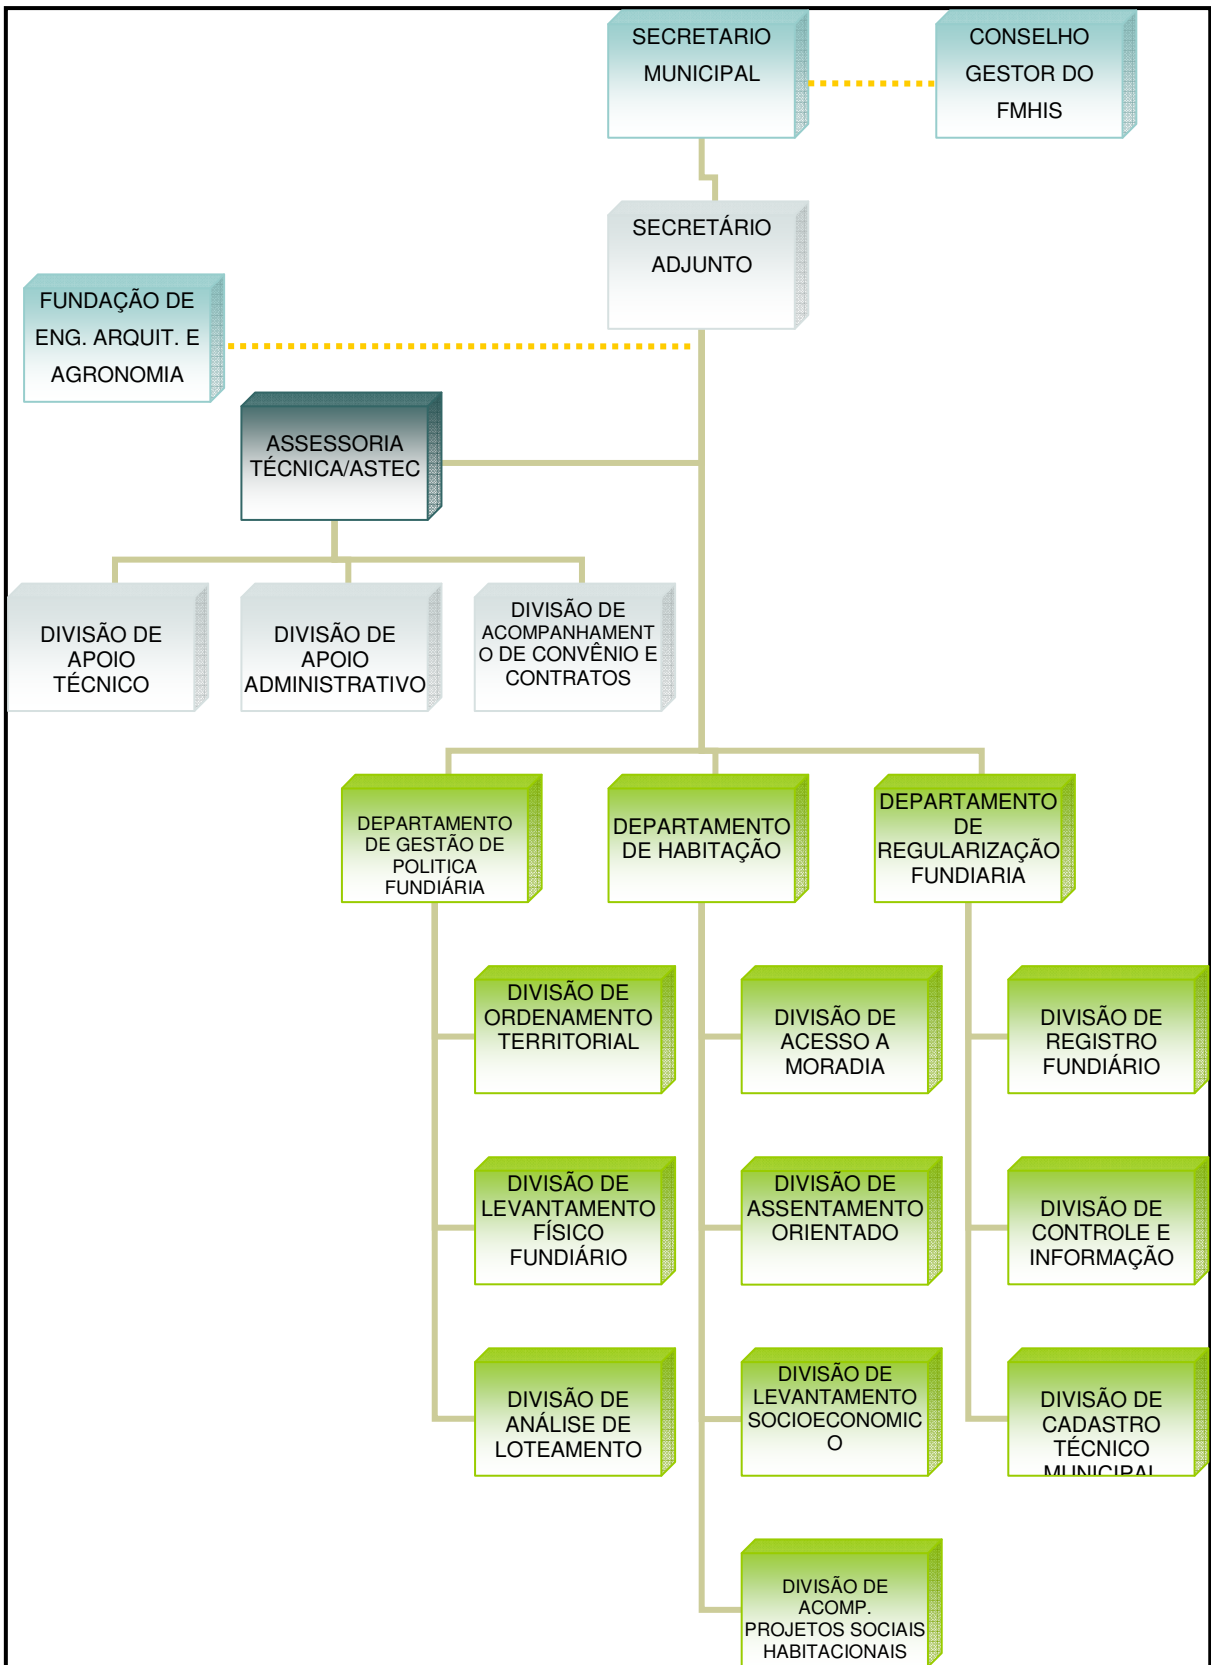 SECRETARIO
MUNICIPAL
CONSELHO
GESTOR DO
FMHIS
SECRETÁRIO
ADJUNTO
FUNDAÇÃO DE
ENG. ARQUIT. E
AGRONOMIA
ASSESSORIA
TÉCNICA/ASTEC
DIVISÃO DE
APOIO
TÉCNICO
DIVISÃO DE
APOIO
ADMINISTRATIVO
DIVISÃO DE
ACOMPANHAMENT
O DE CONVÊNIO E
CONTRATOS
DEPARTAMENTO
DE GESTÃO DE
POLITICA
FUNDIÁRIA
DEPARTAMENTO
DE HABITAÇÃO
DEPARTAMENTO
DE
REGULARIZAÇÃO
FUNDIARIA
DIVISÃO DE
ORDENAMENTO
TERRITORIAL
DIVISÃO DE
ACESSO A
MORADIA
DIVISÃO DE
REGISTRO
FUNDIÁRIO
DIVISÃO DE
LEVANTAMENTO
FÍSICO
FUNDIÁRIO
DIVISÃO DE
ASSENTAMENTO
ORIENTADO
DIVISÃO DE
CONTROLE E
INFORMAÇÃO
DIVISÃO DE
ANÁLISE DE
LOTEAMENTO
DIVISÃO DE
LEVANTAMENTO
SOCIOECONOMIC
O
DIVISÃO DE
CADASTRO
TÉCNICO
MUNICIPAL
DIVISÃO DE
ACOMP.
PROJETOS SOCIAIS
HABITACIONAIS